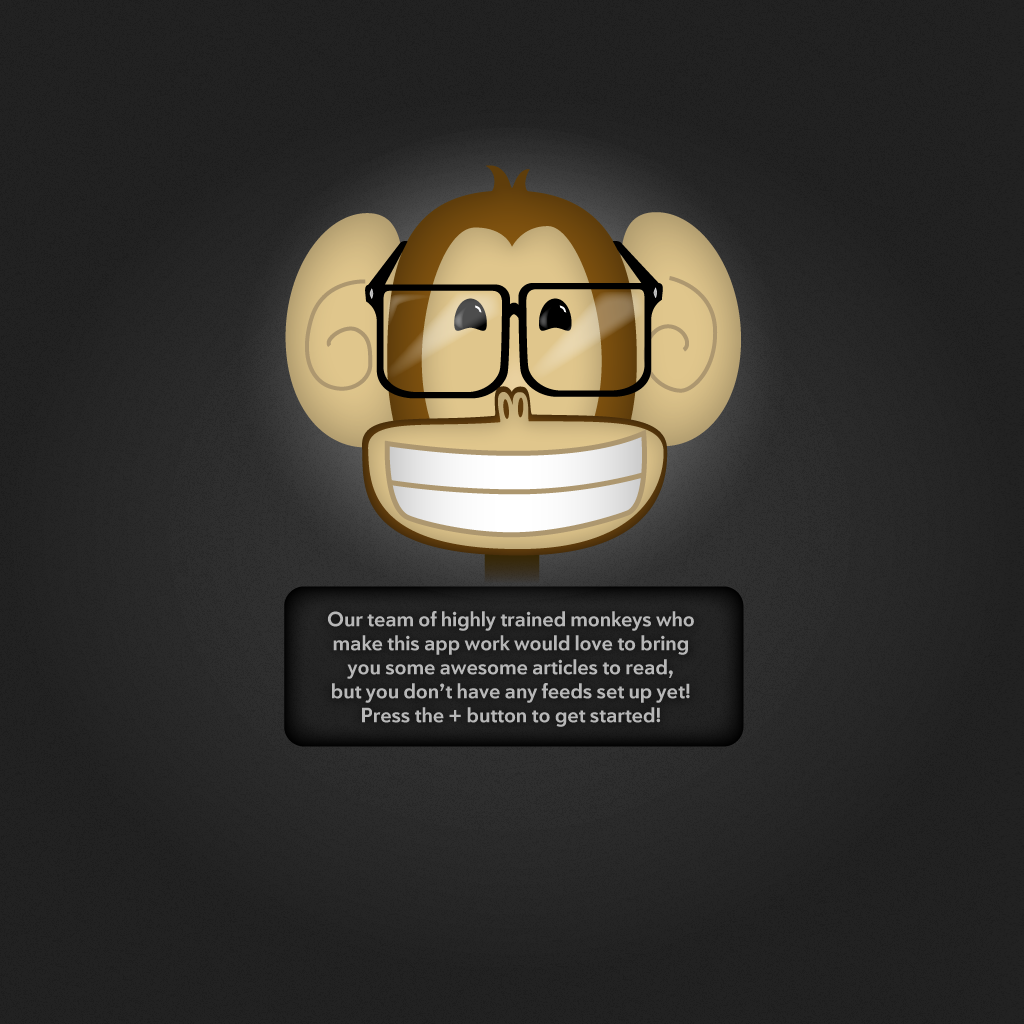 Our team of highly trained monkeys who
make this app work would love to bring
you some awesome articles to read,
but you don’t have any feeds set up yet!
Press the + button to get started!